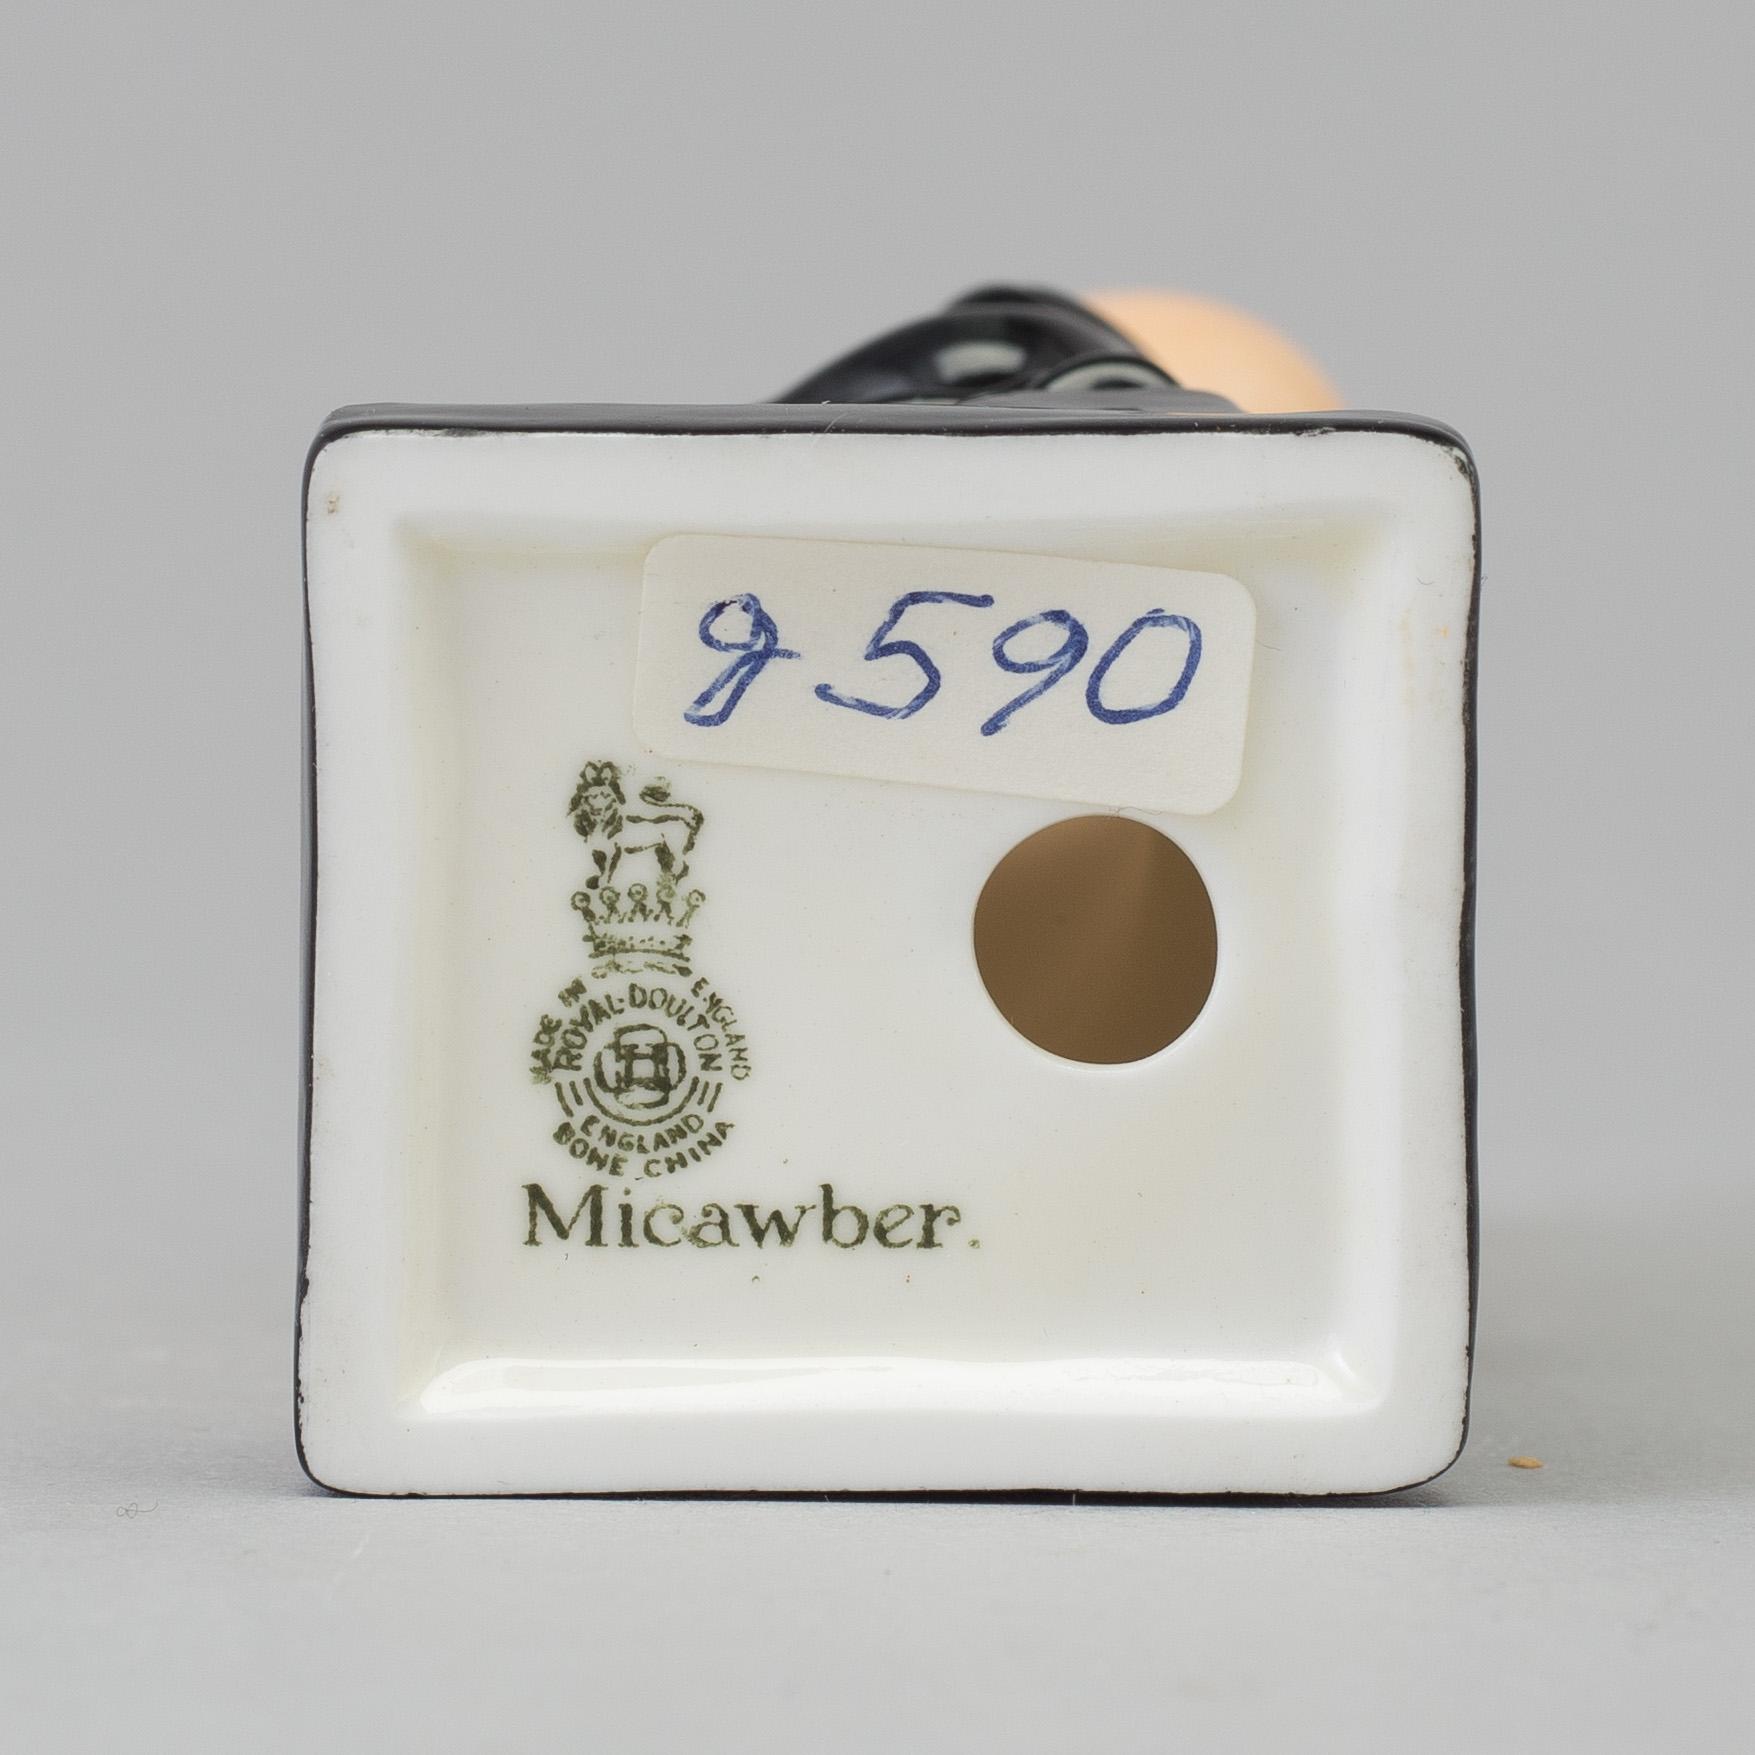 9590
MADE IN ENGLAND
ROYAL·DOULTON
ENGLAND
BONE CHINA
Micawber.